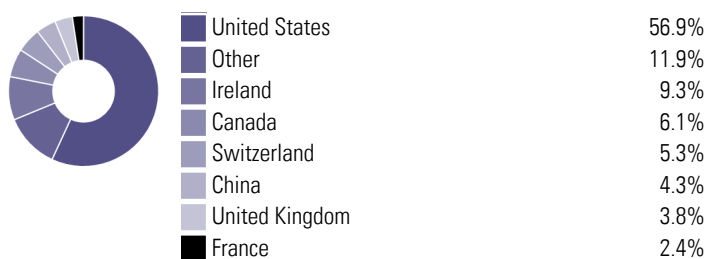 United States 56.9%
Other 11.9%
Ireland 9.3%
Canada 6.1%
Switzerland 5.3%
China 4.3%
United Kingdom 3.8%
France 2.4%